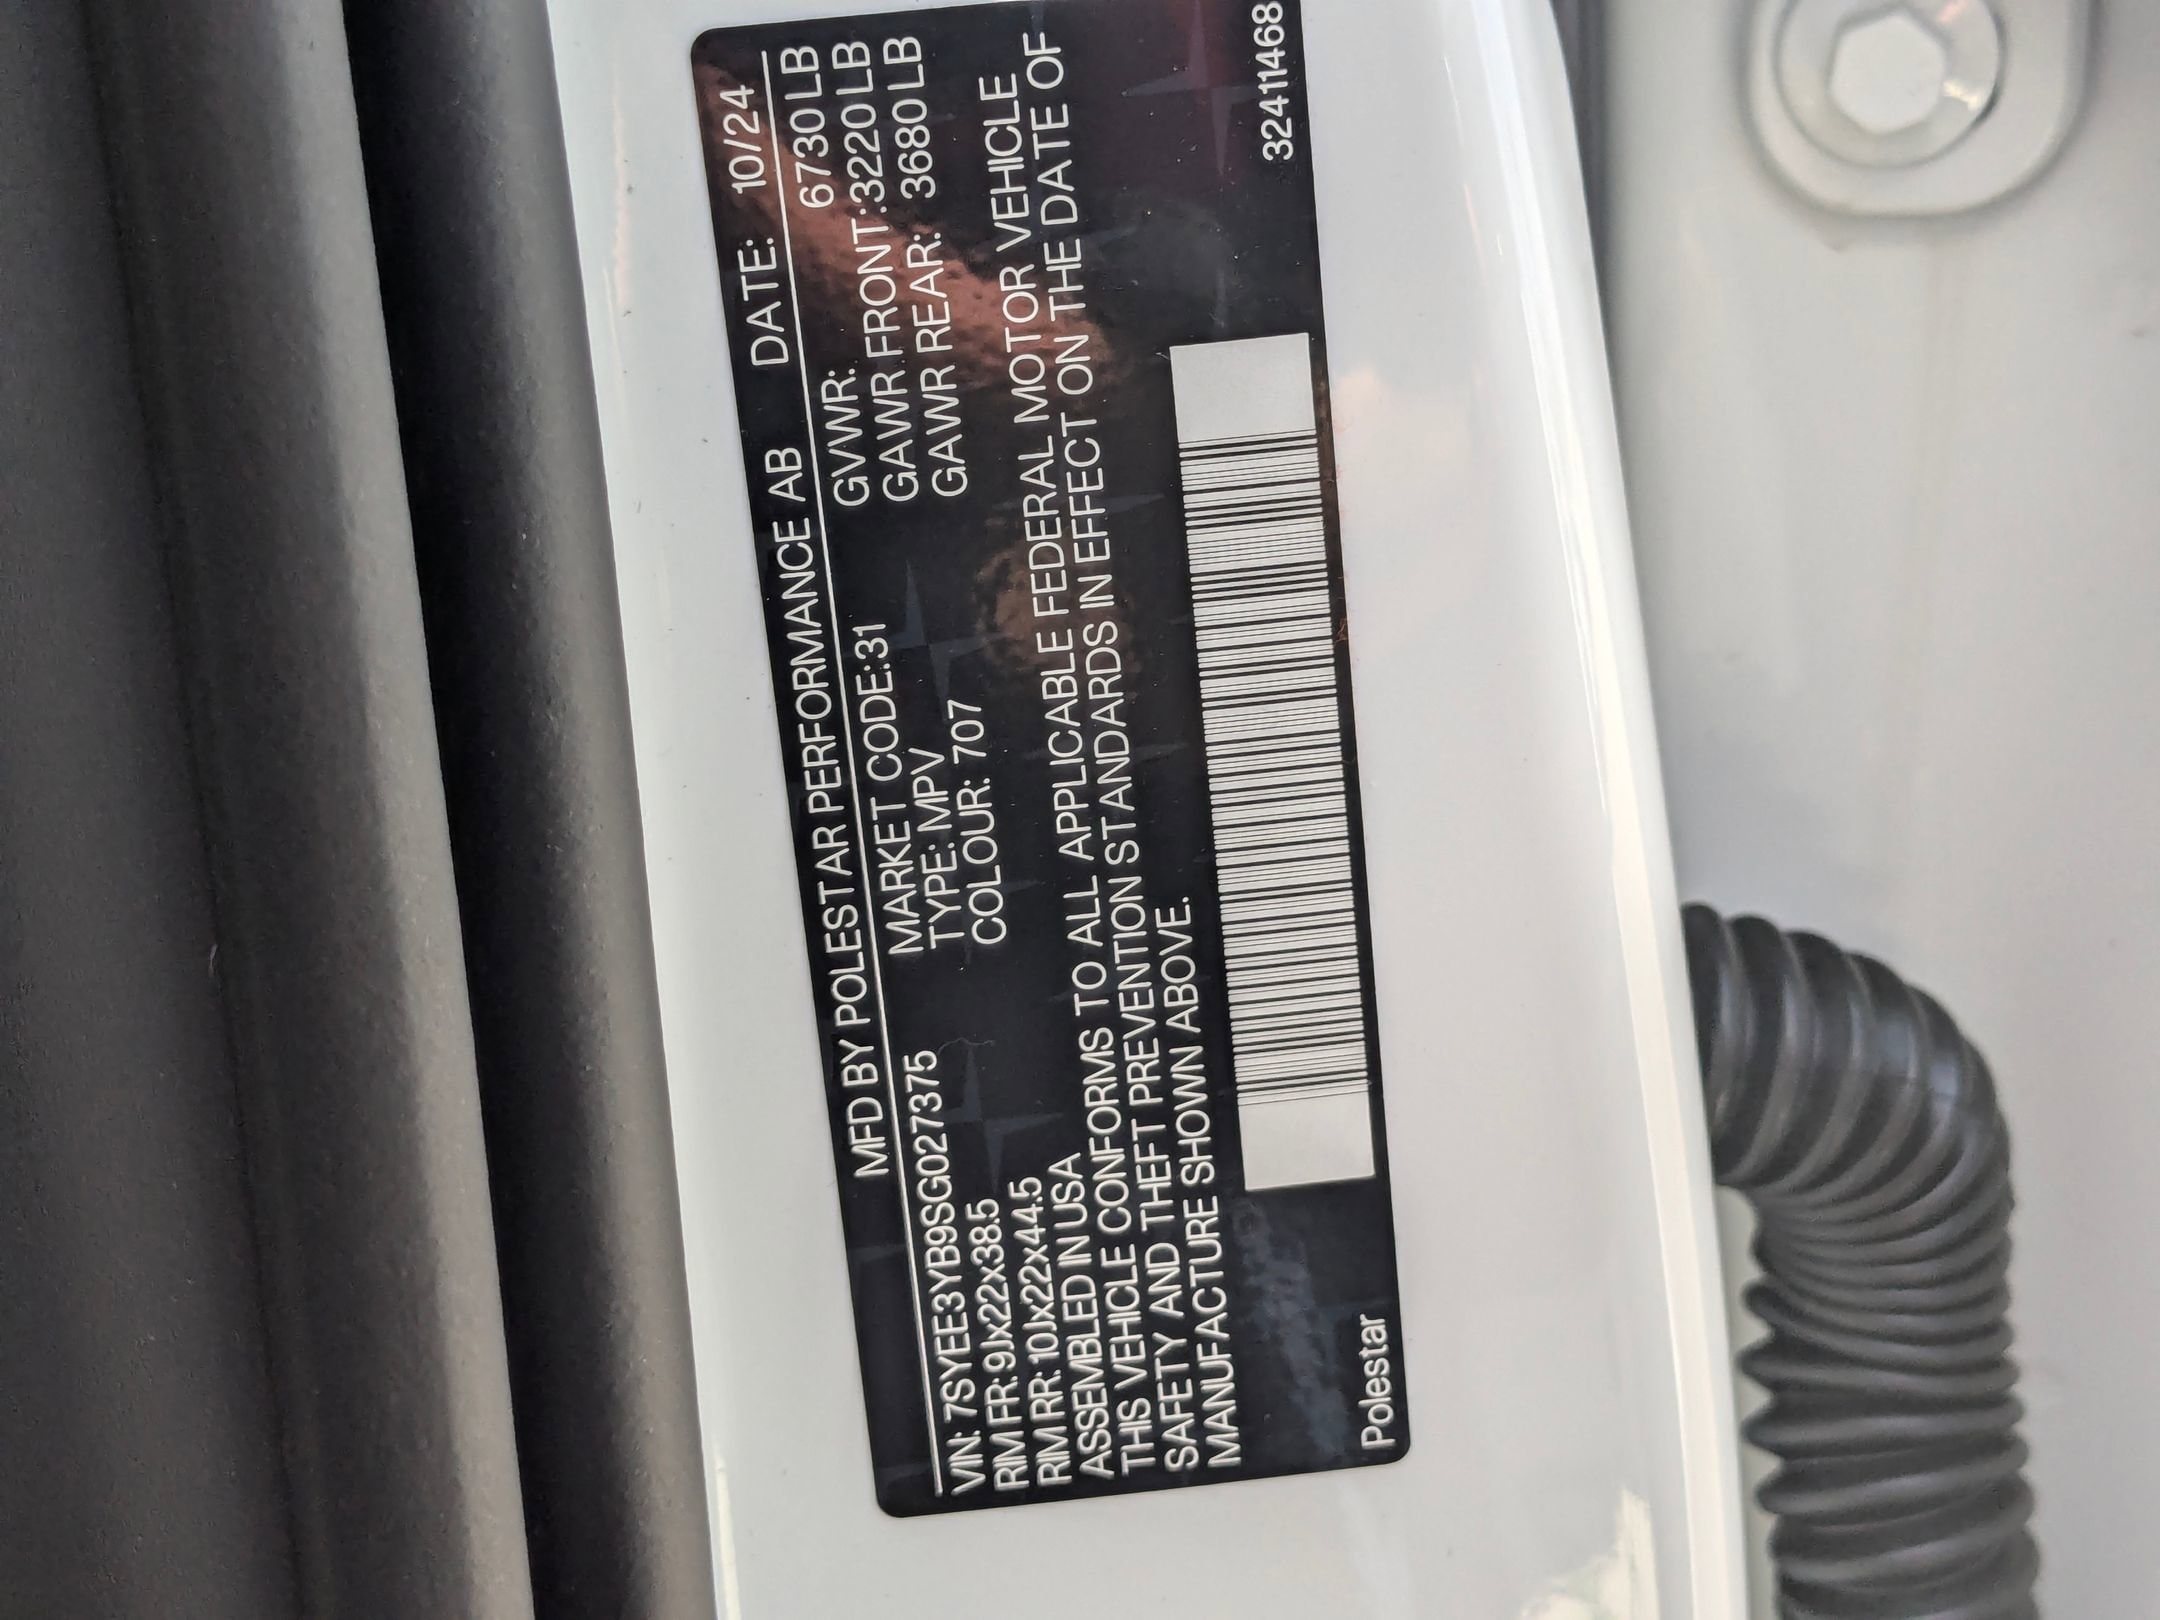 MFD BY POLESTAR PERFORMANCE AB DATE: 10/24
VIN: 7SYEE3YB9SG027375 MARKET CODE:31 GVWR: 6730 LB
RIM FR: 9Jx22x38.5 TYPE: MPV GAWR FRONT:3220 LB
RIM RR: 10Jx22x44.5 COLOUR: 707 GAWR REAR: 3680 LB
ASSEMBLED IN USA
THIS VEHICLE CONFORMS TO ALL APPLICABLE FEDERAL MOTOR VEHICLE
SAFETY AND THEFT PREVENTION STANDARDS IN EFFECT ON THE DATE OF
MANUFACTURE SHOWN ABOVE.
Polestar 32411468